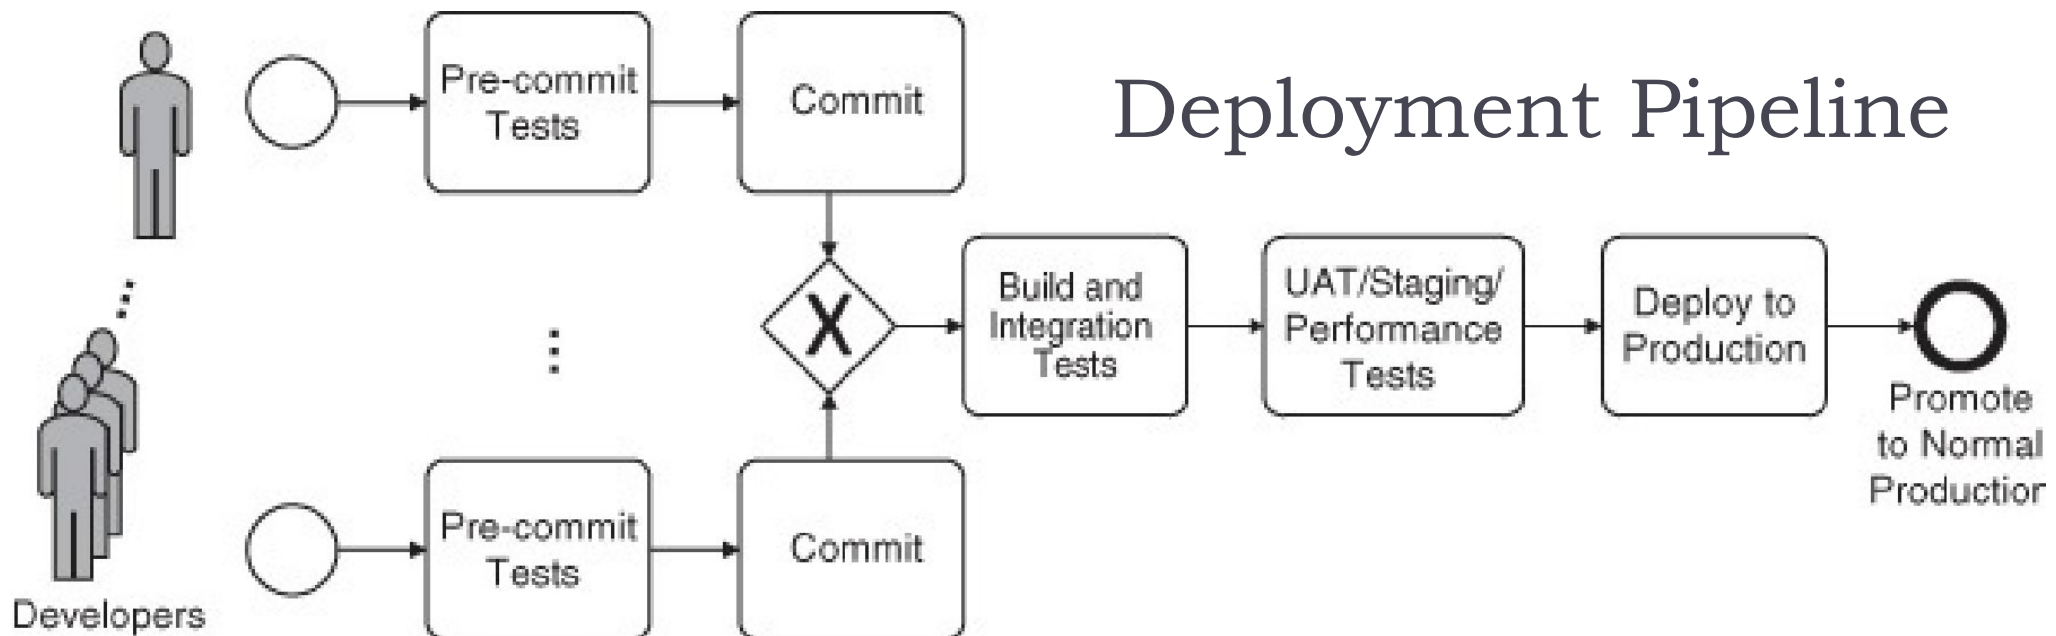 Deployment Pipeline
Pre-commit
Tests
Commit
Build and
Integration
Tests
UAT/Staging/
Performance
Tests
Deploy to
Production
Promote
to Normal
Production
X
Pre-commit
Tests
Commit
Developers